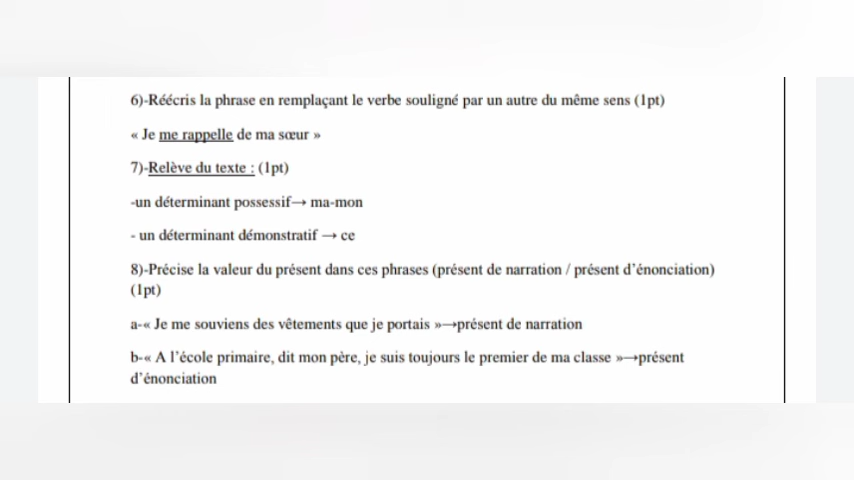 6)-Réécris la phrase en remplaçant le verbe souligné par un autre du même sens (1pt)
« Je me rappelle de ma sœur »
7)-Relève du texte : (1pt)
-un déterminant possessif→ ma-mon
- un déterminant démonstratif → ce
8)-Précise la valeur du présent dans ces phrases (présent de narration / présent d’énonciation)
(1pt)
a-« Je me souviens des vêtements que je portais »→présent de narration
b-« A l’école primaire, dit mon père, je suis toujours le premier de ma classe »→présent
d’énonciation